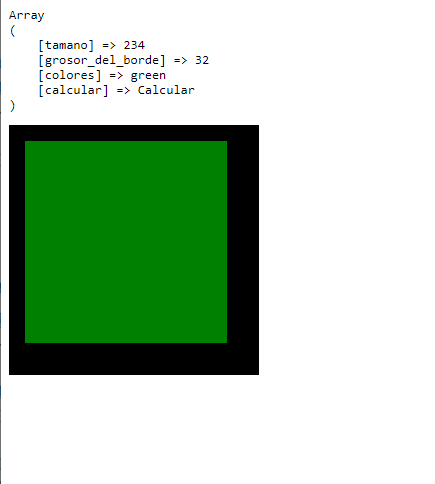 Array
(
    [tamano] => 234
    [grosor_del_borde] => 32
    [colores] => green
    [calcular] => Calcular
)